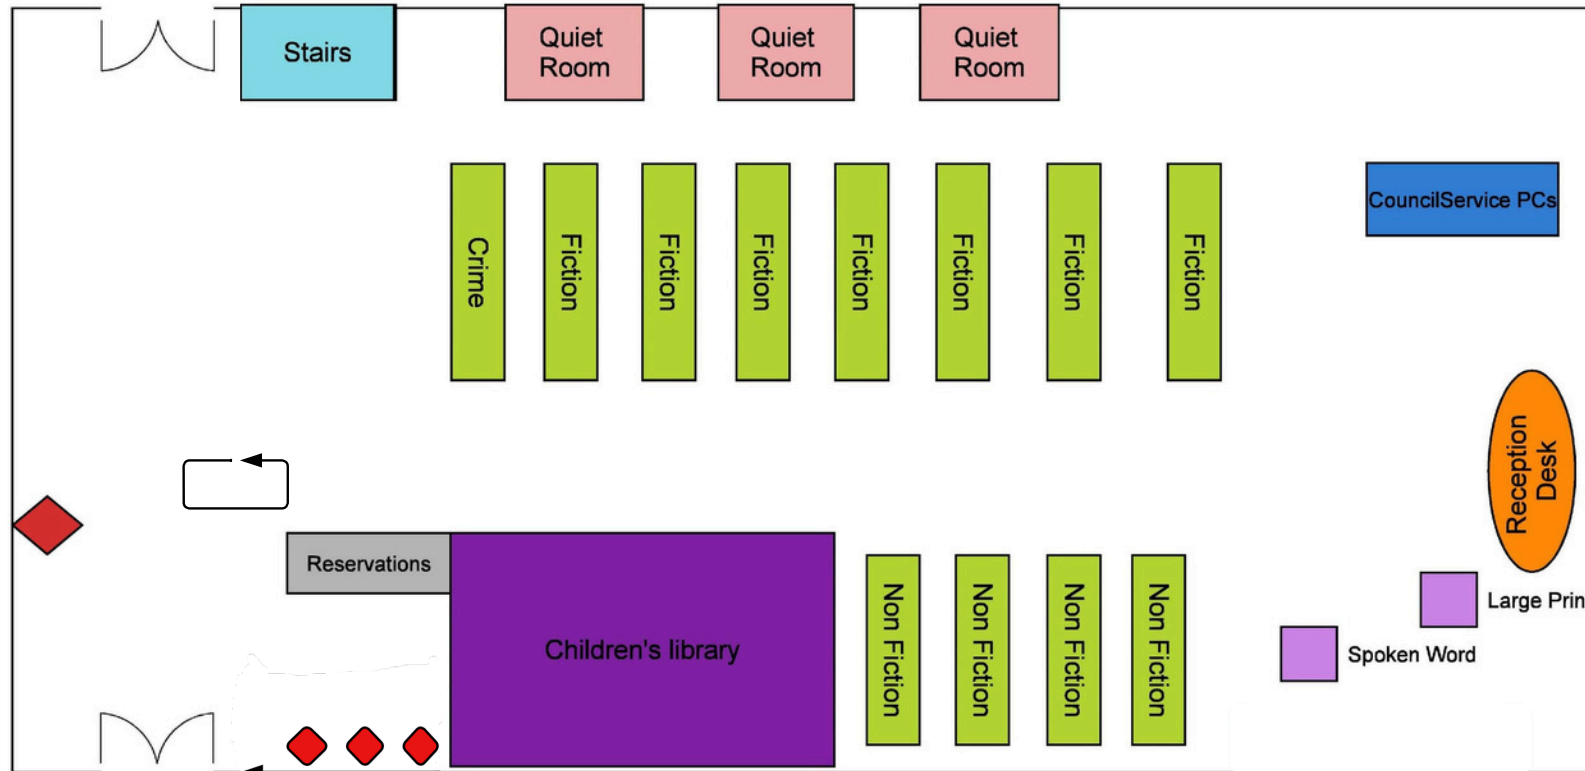 Stairs
Quiet
Room
Quiet
Room
Quiet
Room
Crime
Fiction
Fiction
Fiction
Fiction
Fiction
Fiction
Fiction
CouncilService PCs
Reception
Desk
Reservations
Children's library
Non Fiction
Non Fiction
Non Fiction
Non Fiction
Large Prin
Spoken Word